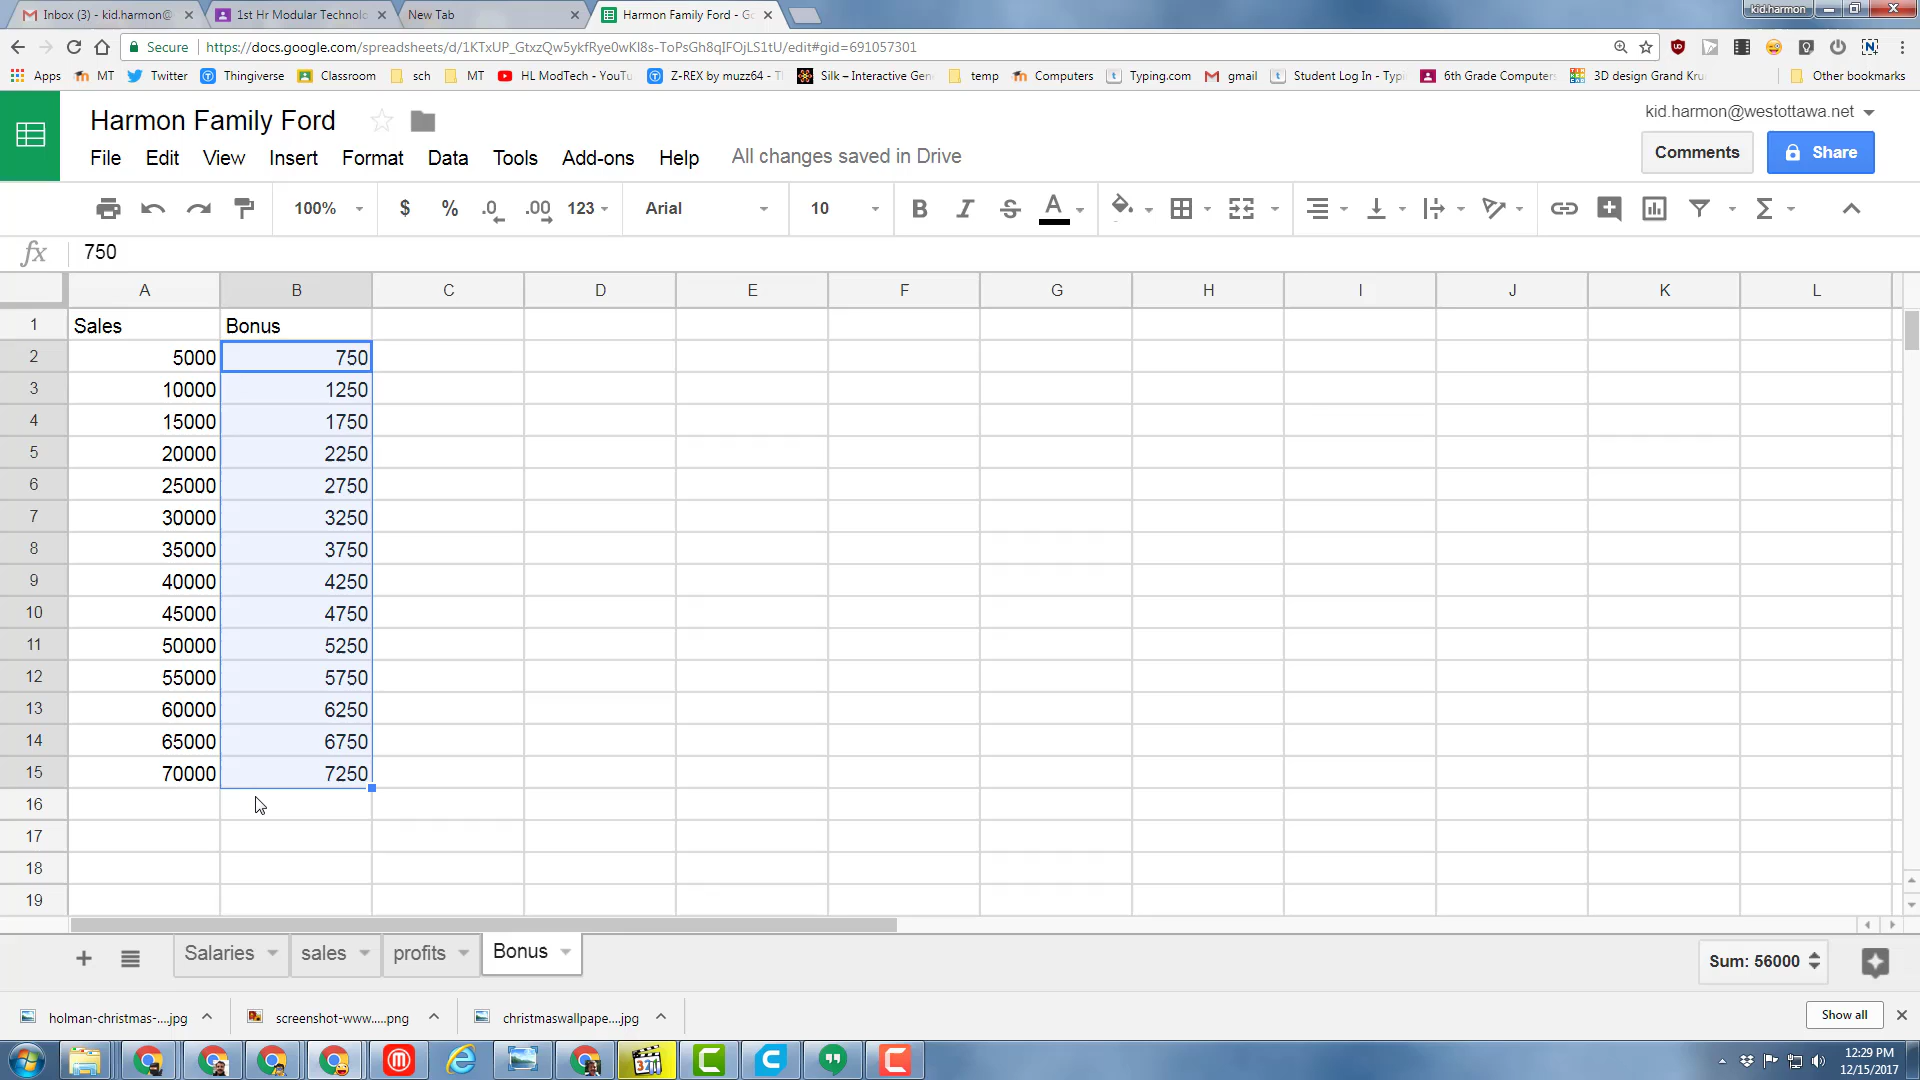 Inbox (3) - kid.harmon@
1st Hr Modular Technolo
New Tab
Harmon Family Ford - Go
kid.harmon
Secure
https://docs.google.com/spreadsheets/d/1KTxUP_GtxzQw5ykfRye0wKI8s-ToPsGh8qIFOjLS1tU/edit#gid=691057301
Apps MT Twitter Thingiverse Classroom sch MT HL ModTech - YouTu Z-REX by muzz64 - T Silk – Interactive Gen temp Computers Typing.com gmail Student Log In - Typi 6th Grade Computer 3D design Grand Kru Other bookmarks
Harmon Family Ford
kid.harmon@westottawa.net
File Edit View Insert Format Data Tools Add-ons Help All changes saved in Drive
Comments Share
100% $ % .0 .00 123 Arial 10 B I S A
fx 750
A B C D E F G H I J K L
1 Sales Bonus
2 5000 750
3 10000 1250
4 15000 1750
5 20000 2250
6 25000 2750
7 30000 3250
8 35000 3750
9 40000 4250
10 45000 4750
11 50000 5250
12 55000 5750
13 60000 6250
14 65000 6750
15 70000 7250
16
17
18
19
Salaries sales profits Bonus
Sum: 56000
holman-christmas-....jpg
screenshot-www.....png
christmaswallpape....jpg
Show all
12:29 PM
12/15/2017